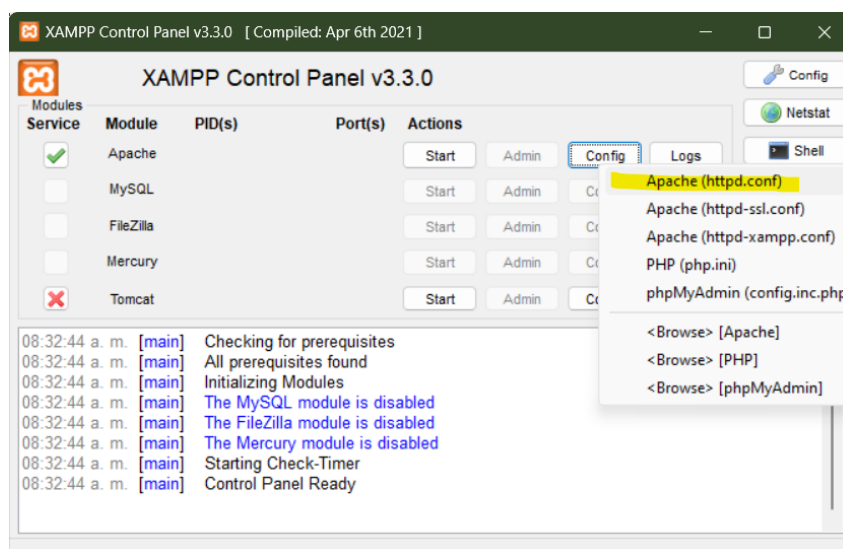 XAMPP Control Panel v3.3.0 [ Compiled: Apr 6th 2021 ]
XAMPP Control Panel v3.3.0
Config
Modules
Service Module PID(s) Port(s) Actions
Netstat
Apache Start Admin Config Logs
Shell
MySQL Start Admin
FileZilla Start Admin
Mercury Start Admin
Tomcat Start Admin
Apache (httpd.conf)
Apache (httpd-ssl.conf)
Apache (httpd-xampp.conf)
PHP (php.ini)
phpMyAdmin (config.inc.php
<Browse> [Apache]
<Browse> [PHP]
<Browse> [phpMyAdmin]
08:32:44 a. m. [main] Checking for prerequisites
08:32:44 a. m. [main] All prerequisites found
08:32:44 a. m. [main] Initializing Modules
08:32:44 a. m. [main] The MySQL module is disabled
08:32:44 a. m. [main] The FileZilla module is disabled
08:32:44 a. m. [main] The Mercury module is disabled
08:32:44 a. m. [main] Starting Check-Timer
08:32:44 a. m. [main] Control Panel Ready